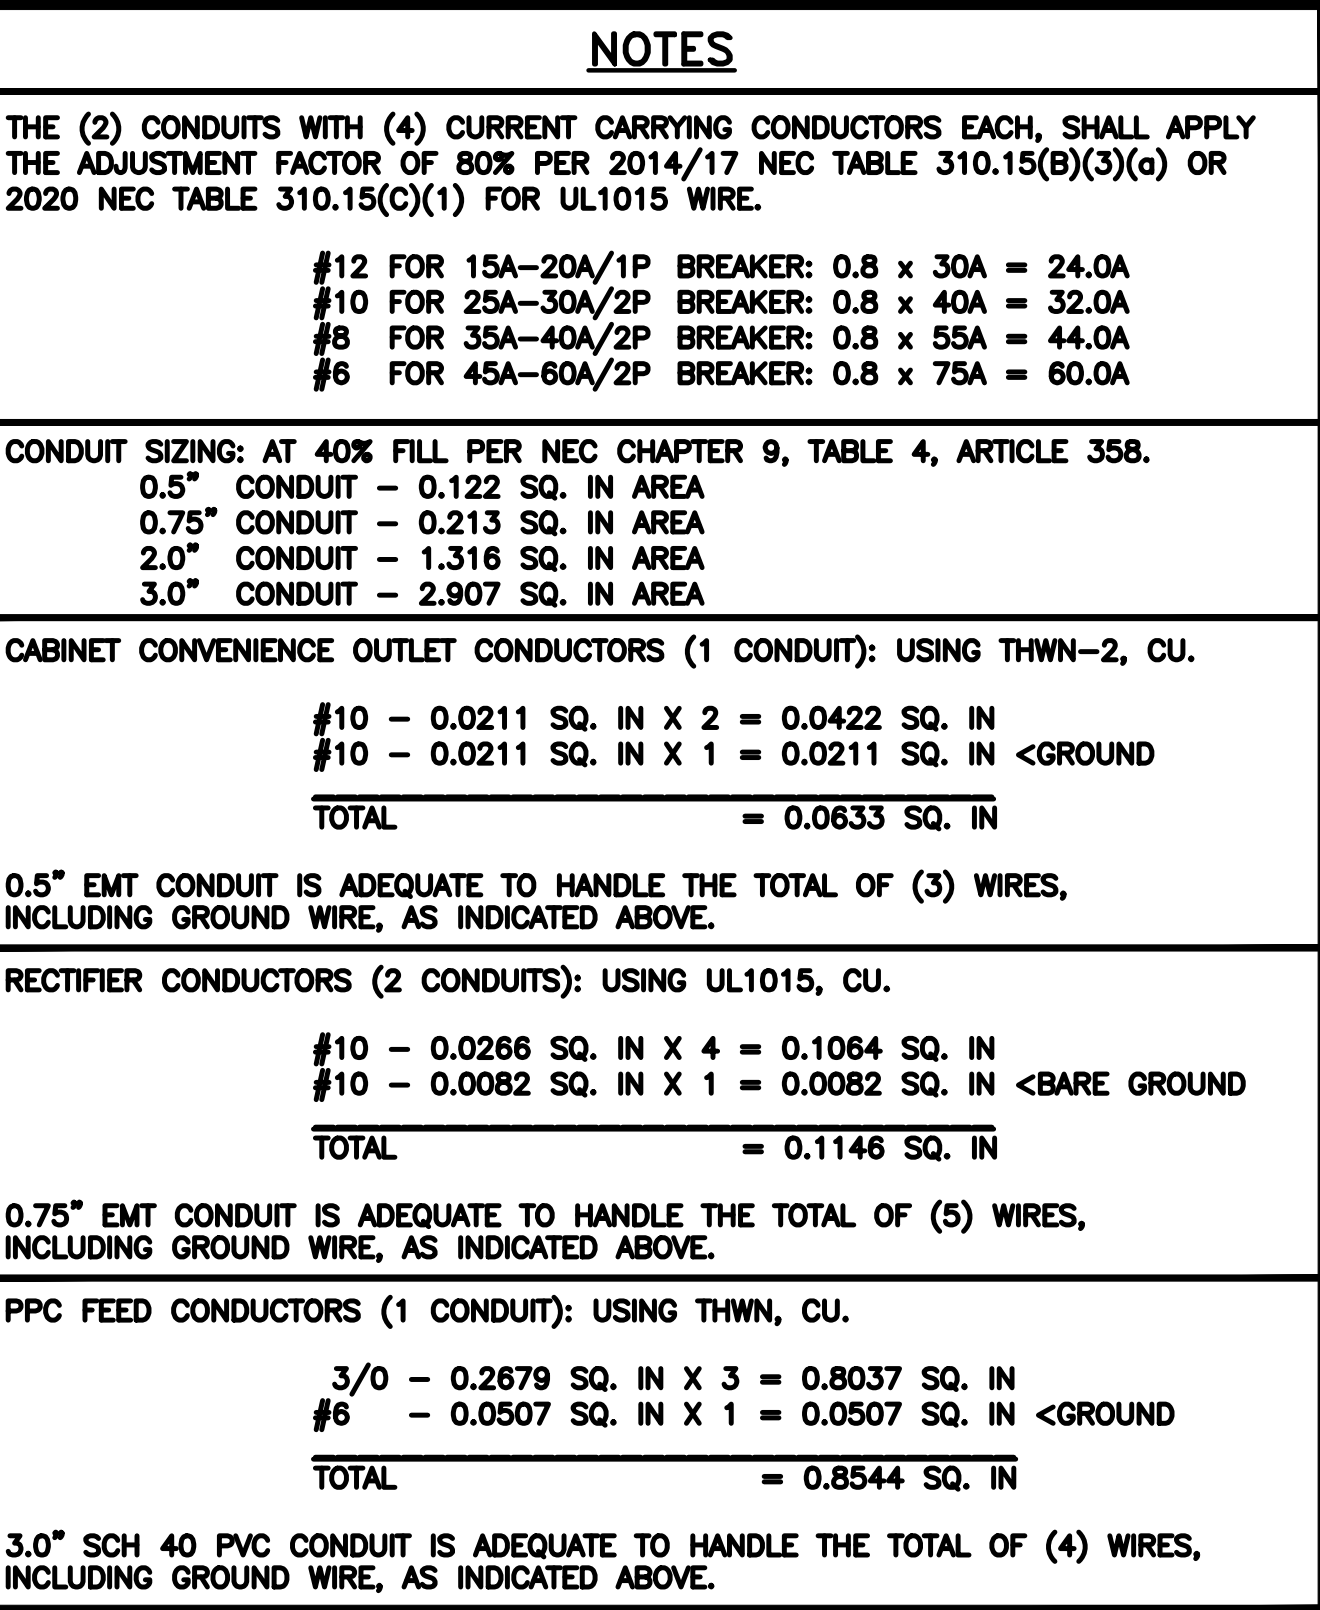 NOTES
THE (2) CONDUITS WITH (4) CURRENT CARRYING CONDUCTORS EACH, SHALL APPLY
THE ADJUSTMENT FACTOR OF 80% PER 2014/17 NEC TABLE 310.15(B)(3)(a) OR
2020 NEC TABLE 310.15(C)(1) FOR UL1015 WIRE.
#12 FOR 15A-20A/1P BREAKER: 0.8 x 30A = 24.0A
#10 FOR 25A-30A/2P BREAKER: 0.8 x 40A = 32.0A
#8 FOR 35A-40A/2P BREAKER: 0.8 x 55A = 44.0A
#6 FOR 45A-60A/2P BREAKER: 0.8 x 75A = 60.0A
CONDUIT SIZING: AT 40% FILL PER NEC CHAPTER 9, TABLE 4, ARTICLE 358.
0.5" CONDUIT - 0.122 SQ. IN AREA
0.75" CONDUIT - 0.213 SQ. IN AREA
2.0" CONDUIT - 1.316 SQ. IN AREA
3.0" CONDUIT - 2.907 SQ. IN AREA
CABINET CONVENIENCE OUTLET CONDUCTORS (1 CONDUIT): USING THWN-2, CU.
#10 - 0.0211 SQ. IN X 2 = 0.0422 SQ. IN
#10 - 0.0211 SQ. IN X 1 = 0.0211 SQ. IN <GROUND
TOTAL = 0.0633 SQ. IN
0.5" EMT CONDUIT IS ADEQUATE TO HANDLE THE TOTAL OF (3) WIRES,
INCLUDING GROUND WIRE, AS INDICATED ABOVE.
RECTIFIER CONDUCTORS (2 CONDUITS): USING UL1015, CU.
#10 - 0.0266 SQ. IN X 4 = 0.1064 SQ. IN
#10 - 0.0082 SQ. IN X 1 = 0.0082 SQ. IN <BARE GROUND
TOTAL = 0.1146 SQ. IN
0.75" EMT CONDUIT IS ADEQUATE TO HANDLE THE TOTAL OF (5) WIRES,
INCLUDING GROUND WIRE, AS INDICATED ABOVE.
PPC FEED CONDUCTORS (1 CONDUIT): USING THWN, CU.
3/0 - 0.2679 SQ. IN X 3 = 0.8037 SQ. IN
#6 - 0.0507 SQ. IN X 1 = 0.0507 SQ. IN <GROUND
TOTAL = 0.8544 SQ. IN
3.0" SCH 40 PVC CONDUIT IS ADEQUATE TO HANDLE THE TOTAL OF (4) WIRES,
INCLUDING GROUND WIRE, AS INDICATED ABOVE.